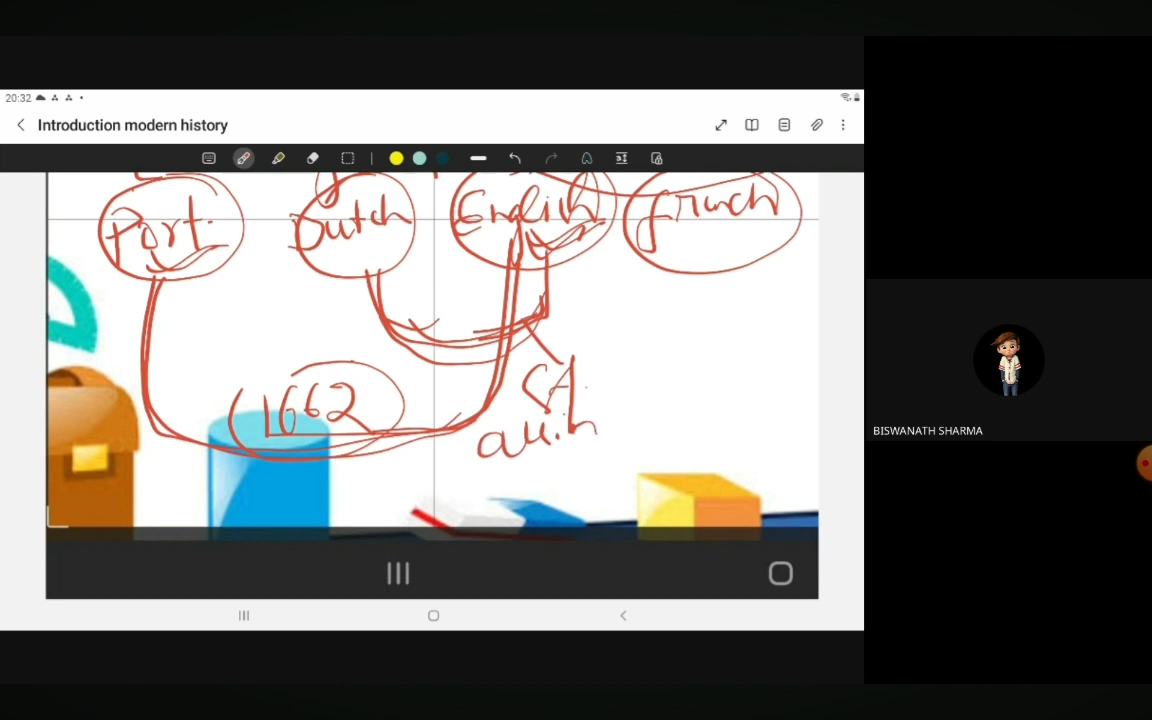 20:32
Introduction modern history
Port. Dutch English French
1662
BISWANATH SHARMA